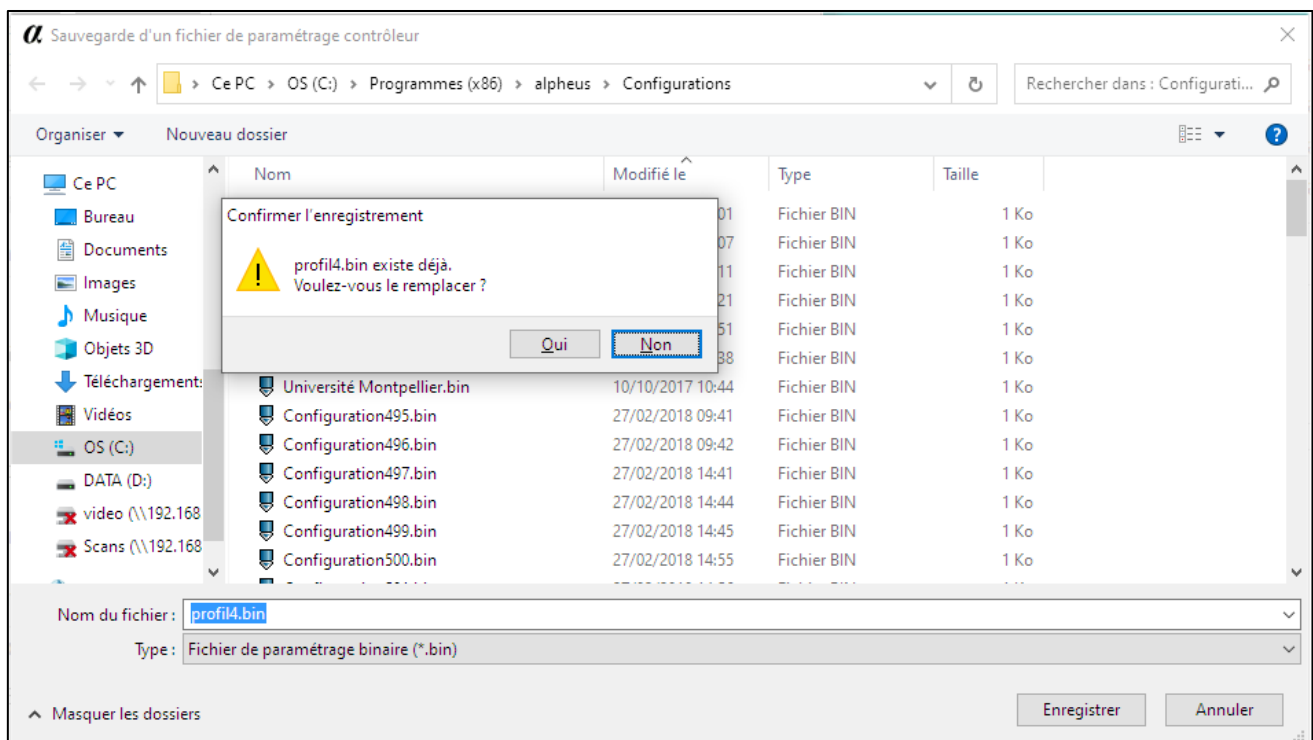 α Sauvegarde d'un fichier de paramétrage contrôleur
Ce PC > OS (C:) > Programmes (x86) > alpheus > Configurations
Rechercher dans : Configurati...
Organiser Nouveau dossier
Ce PC
Bureau
Documents
Images
Musique
Objets 3D
Téléchargements
Vidéos
OS (C:)
DATA (D:)
video (\\192.168
Scans (\\192.168
Nom Modifié le Type Taille
01 Fichier BIN 1 Ko
07 Fichier BIN 1 Ko
11 Fichier BIN 1 Ko
21 Fichier BIN 1 Ko
51 Fichier BIN 1 Ko
38 Fichier BIN 1 Ko
Université Montpellier.bin 10/10/2017 10:44 Fichier BIN 1 Ko
Configuration495.bin 27/02/2018 09:41 Fichier BIN 1 Ko
Configuration496.bin 27/02/2018 09:42 Fichier BIN 1 Ko
Configuration497.bin 27/02/2018 14:41 Fichier BIN 1 Ko
Configuration498.bin 27/02/2018 14:44 Fichier BIN 1 Ko
Configuration499.bin 27/02/2018 14:45 Fichier BIN 1 Ko
Configuration500.bin 27/02/2018 14:55 Fichier BIN 1 Ko
Confirmer l'enregistrement
profil4.bin existe déjà.
Voulez-vous le remplacer ?
Oui Non
Nom du fichier : profil4.bin
Type : Fichier de paramétrage binaire (*.bin)
Masquer les dossiers
Enregistrer Annuler